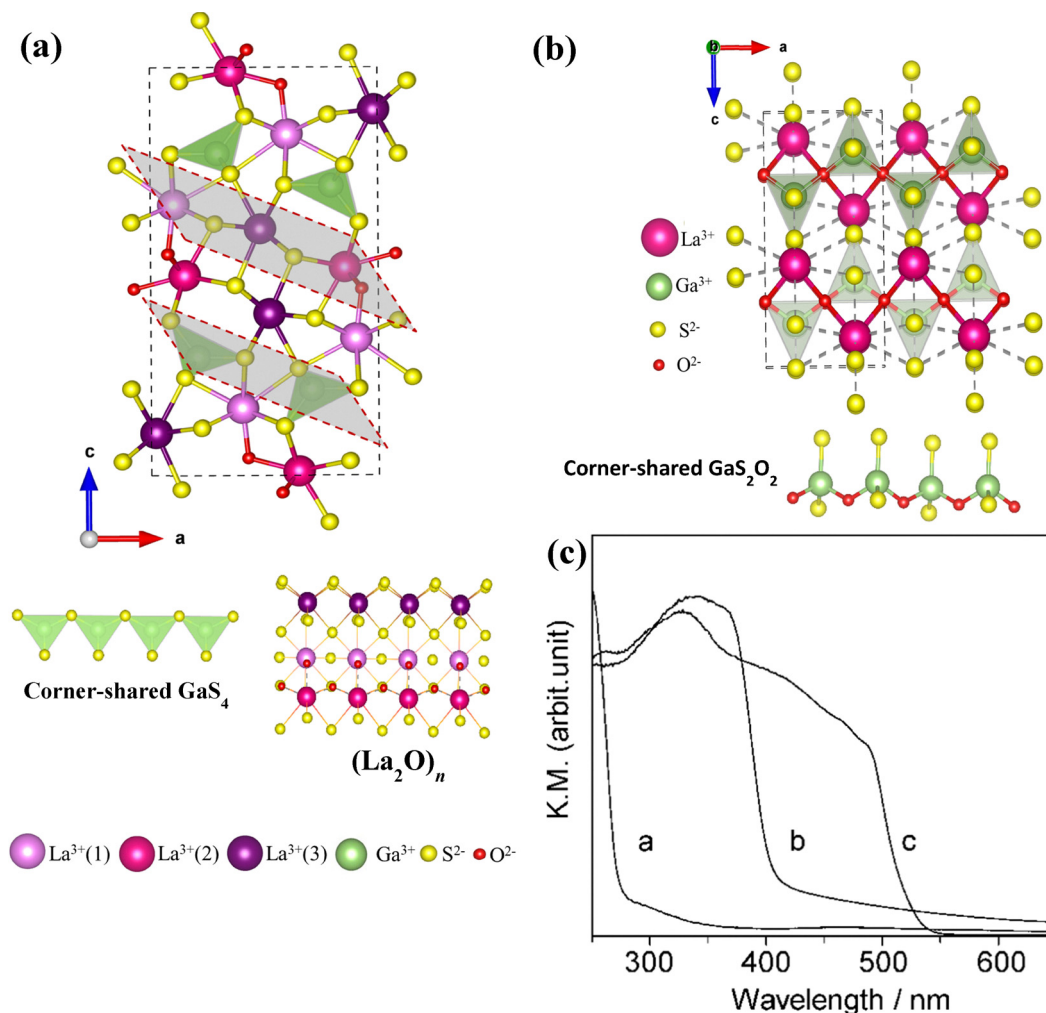 (a)
c
a
Corner-shared GaS₄
(La₂O)ₙ
La³⁺(1) La³⁺(2) La³⁺(3) Ga³⁺ S²⁻ O²⁻
(b)
b a
c
La³⁺
Ga³⁺
S²⁻
O²⁻
Corner-shared GaS₂O₂
(c)
K.M. (arbit.unit)
a b c
300 400 500 600
Wavelength / nm